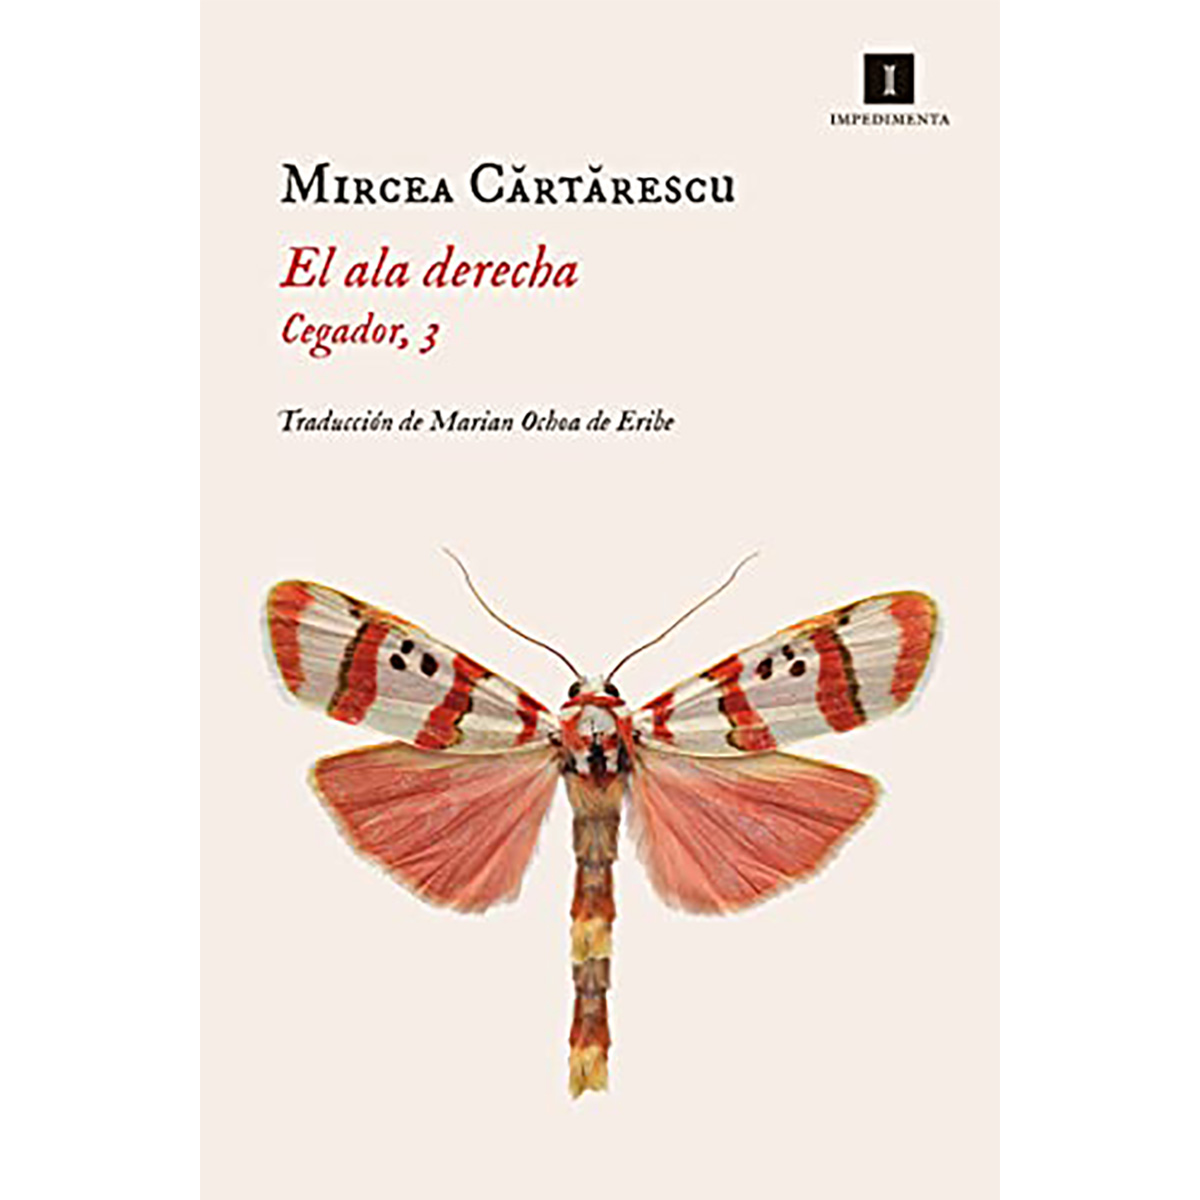 IMPEDIMENTA
Mircea Cărtărescu
El ala derecha
Cegador, 3
Traducción de Marian Ochoa de Eribe